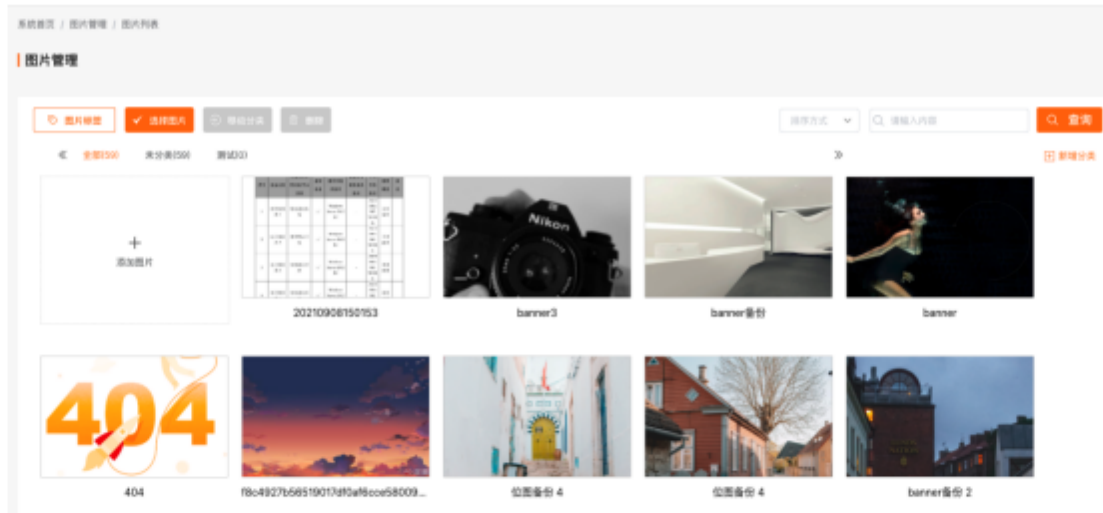 系统首页 / 图片管理 / 图片列表
图片管理
图片标签
选择图片
移动分类
删除
排序方式
请输入内容
查询
全部(59)
未分类(59)
测试(0)
新增分类
添加图片
Nikon
20210908150153
banner3
banner备份
banner
404
404
f8c4927b56519017df0af6cce58009...
位图备份 4
位图备份 4
banner备份 2